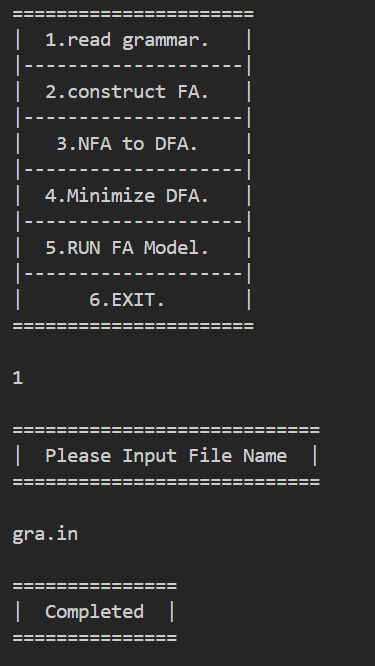 ======================
|  1.read grammar.   |
|--------------------|
|  2.construct FA.   |
|--------------------|
|   3.NFA to DFA.    |
|--------------------|
|  4.Minimize DFA.   |
|--------------------|
|  5.RUN FA Model.   |
|--------------------|
|      6.EXIT.       |
======================
1
============================
|  Please Input File Name  |
============================
gra.in
===============
|  Completed  |
===============